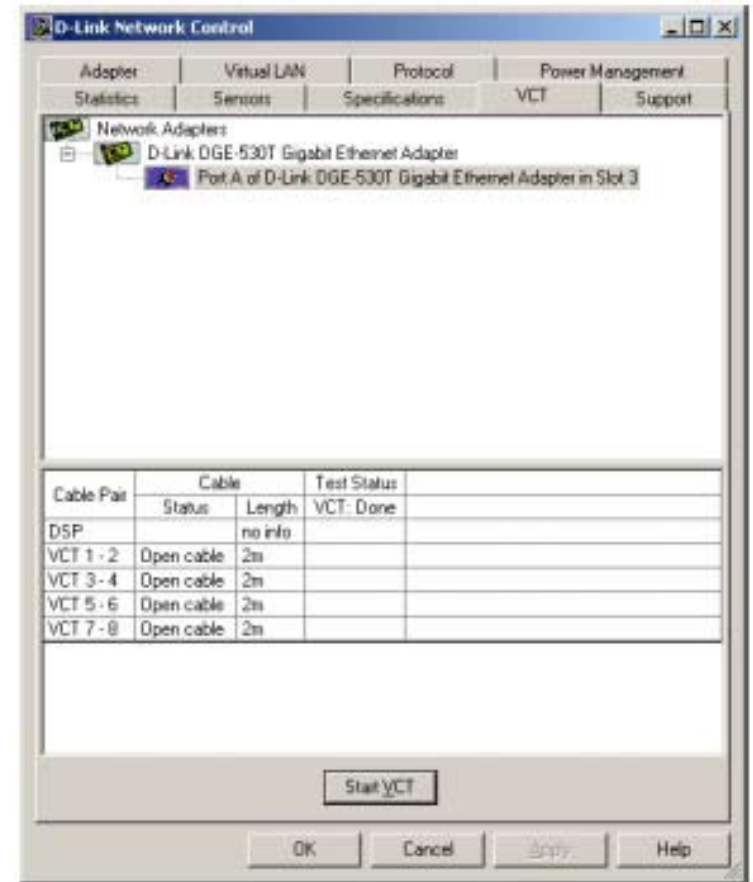 D-Link Network Control
Adapter Virtual LAN Protocol Power Management
Statistics Sensors Specifications VCT Support
Network Adapters
D-Link DGE-530T Gigabit Ethernet Adapter
Port A of D-Link DGE-530T Gigabit Ethernet Adapter in Slot 3
Cable Pair Cable Test Status
Status Length VCT: Done
DSP no info
VCT 1 - 2 Open cable 2m
VCT 3 - 4 Open cable 2m
VCT 5 - 6 Open cable 2m
VCT 7 - 8 Open cable 2m
Start VCT
OK Cancel Apply Help